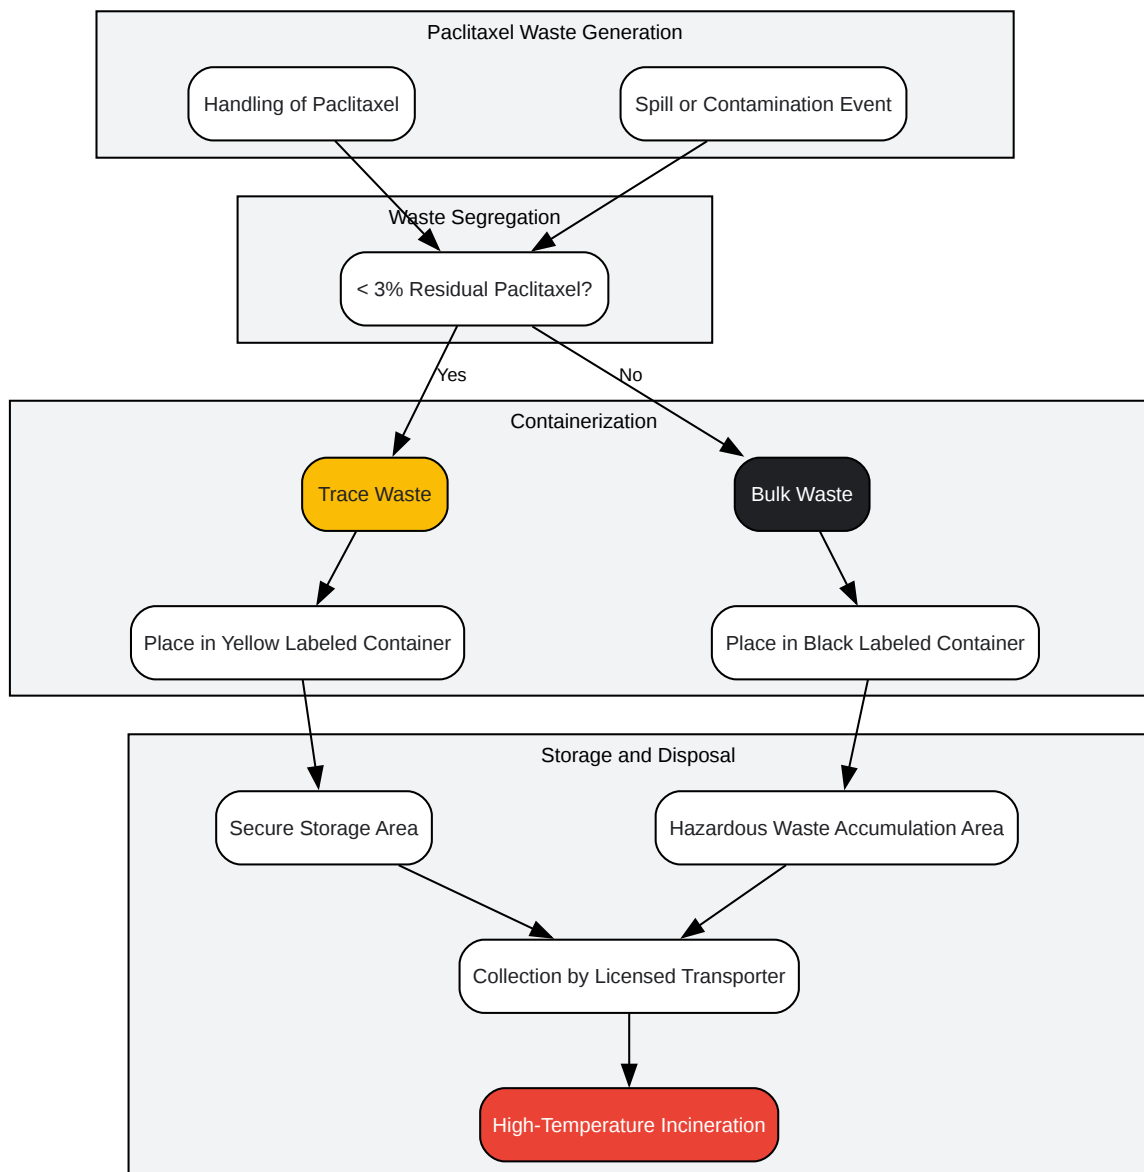 Paclitaxel Waste Generation
Handling of Paclitaxel
Spill or Contamination Event
Waste Segregation
< 3% Residual Paclitaxel?
Yes
No
Containerization
Trace Waste
Bulk Waste
Place in Yellow Labeled Container
Place in Black Labeled Container
Storage and Disposal
Secure Storage Area
Hazardous Waste Accumulation Area
Collection by Licensed Transporter
High-Temperature Incineration